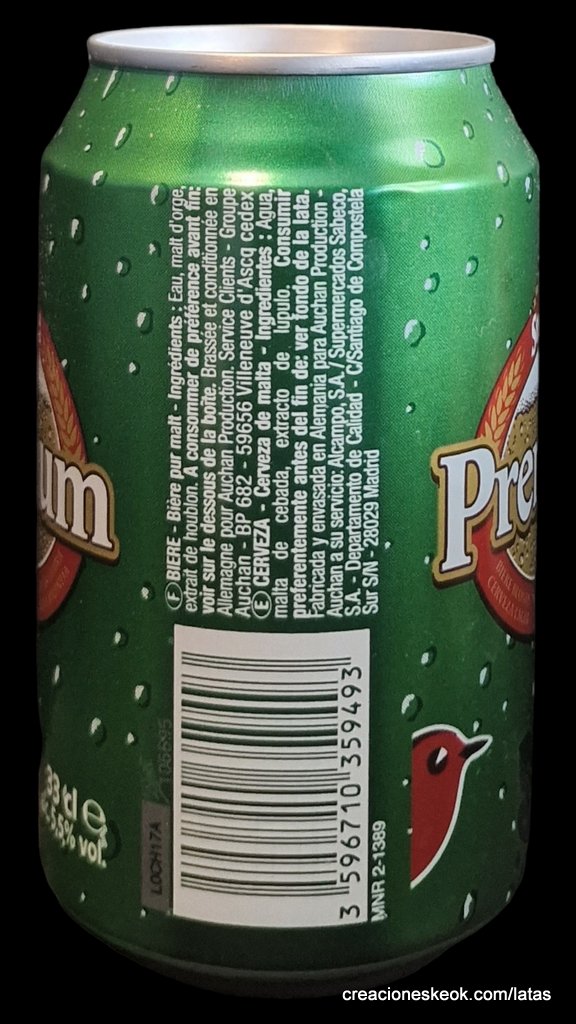 Ⓕ BIERE - Bière pur malt - Ingrédients : Eau, malt d'orge,
extrait de houblon. A consommer de préférence avant fin:
voir sur le dessous de la boîte. Brassée et conditionnée en
Allemagne pour Auchan Production. Service Clients - Groupe
Auchan - BP 682 - 59656 Villeneuve d'Ascq cedex
Ⓔ CERVEZA - Cerveza de malta - Ingredientes : Agua,
malta de cebada, extracto de lúpulo. Consumir
preferentemente antes del fin de: ver fondo de la lata.
Fabricada y envasada en Alemania para Auchan Production -
Auchan a su servicio: Alcampo, S.A./ Supermercados Sabeco,
S.A. - Departamento de Calidad - C/Santiago de Compostela
Sur S/N - 28029 Madrid
um
Pre
33 cl ℮
5,5% vol.
LOCH17A
3 596710 359493
MNR 2-1389
creacioneskeok.com/latas